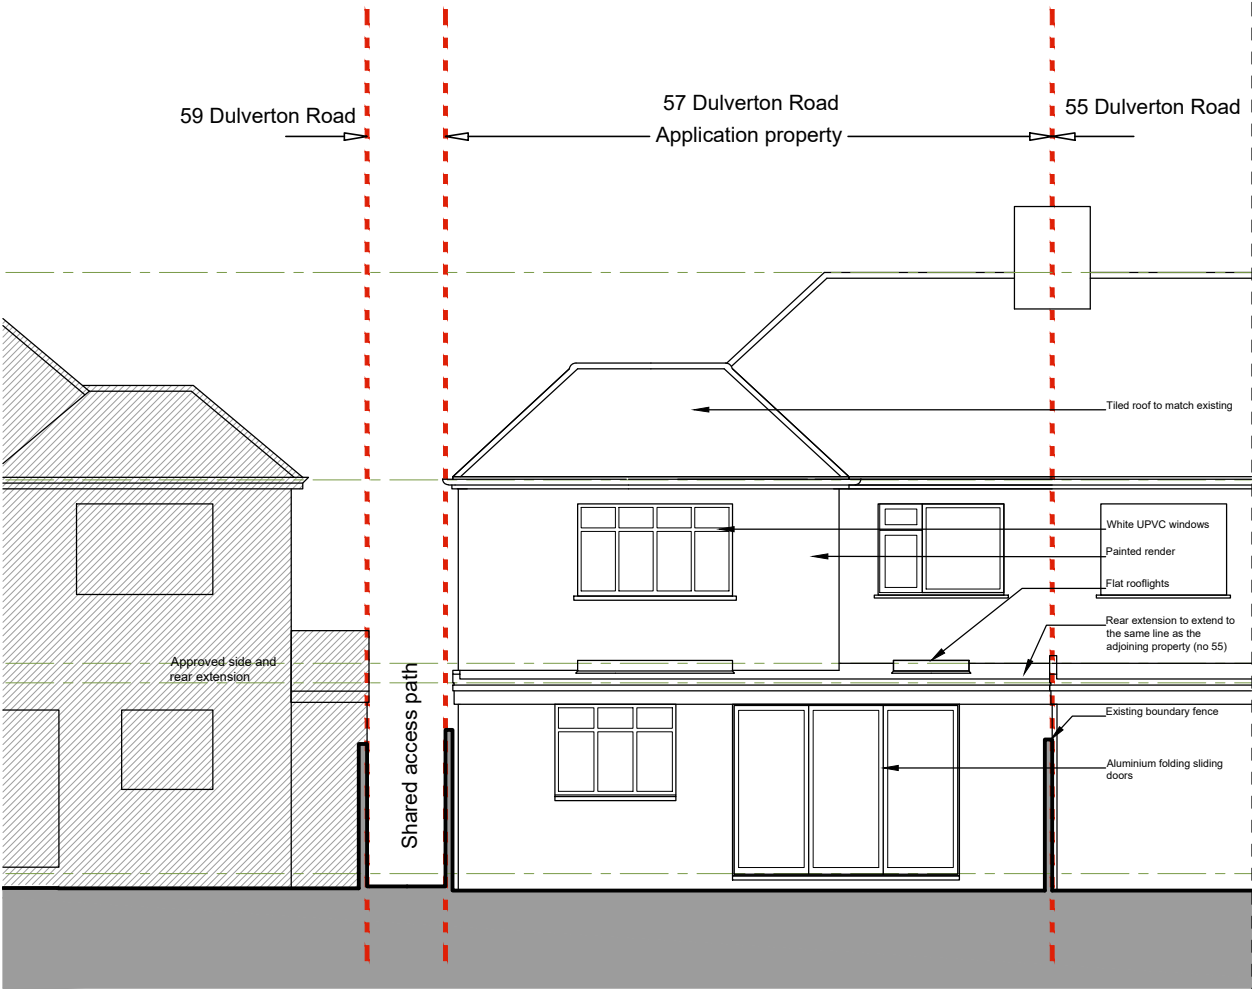 59 Dulverton Road
57 Dulverton Road
Application property
55 Dulverton Road
Tiled roof to match existing
White UPVC windows
Painted render
Flat rooflights
Rear extension to extend to
the same line as the
adjoining property (no 55)
Approved side and
rear extension
Shared access path
Existing boundary fence
Aluminium folding sliding
doors